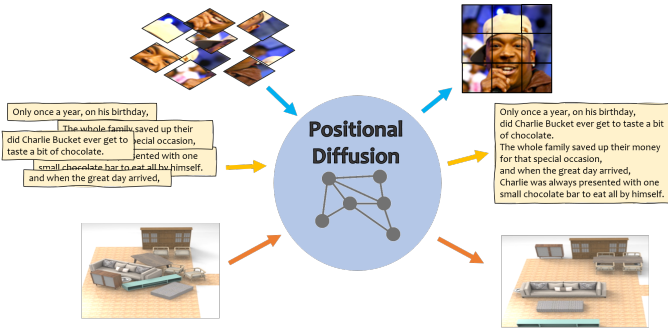 Only once a year, on his birthday,
The whole family saved up their
pecial occasion,
did Charlie Bucket ever get to
taste a bit of chocolate.
sented with one
small chocolate bar to eat all by himself.
and when the great day arrived,
Positional
Diffusion
Only once a year, on his birthday,
did Charlie Bucket ever get to taste a bit
of chocolate.
The whole family saved up their money
for that special occasion,
and when the great day arrived,
Charlie was always presented with one
small chocolate bar to eat all by himself.